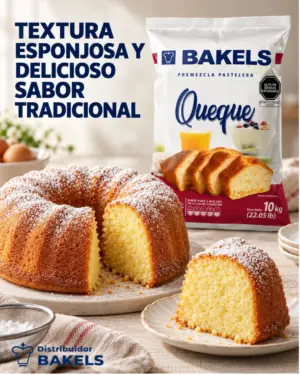 TEXTURA
ESPONJOSA Y
DELICIOSO
SABOR
TRADICIONAL
BAKELS
PREMEZCLA PASTELERA
Queque
10 kg
(22.05 lb)
Distribuidor
BAKELS